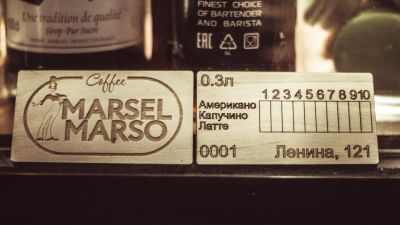 Une tradition de qualité
Sirop-Pur Sucre
FINEST
CHOICE
OF BARTENDER
AND BARISTA
EAC
Coffee
MARSEL
MARSO
0.3л
1 2 3 4 5 6 7 8 9 10
Американо
Капучино
Латте
0001 Ленина, 121